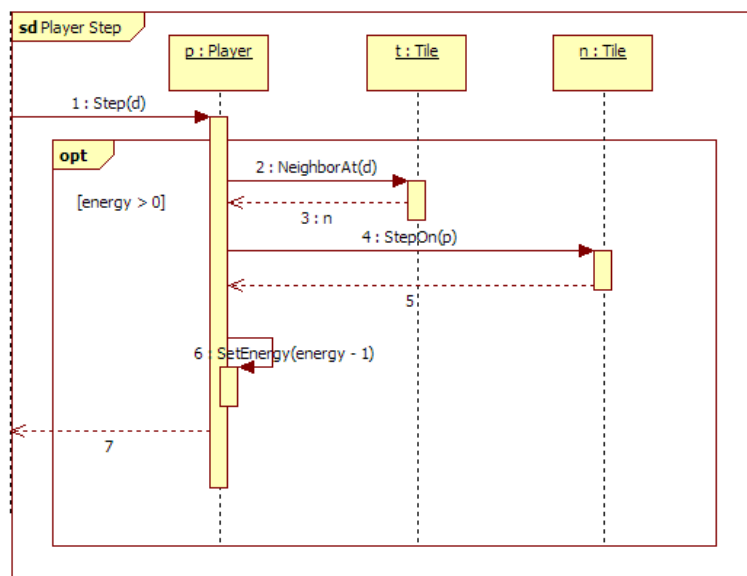 sd Player Step
p : Player
t : Tile
n : Tile
1 : Step(d)
opt
2 : NeighborAt(d)
[energy > 0]
3 : n
4 : StepOn(p)
5
6 : SetEnergy(energy - 1)
7